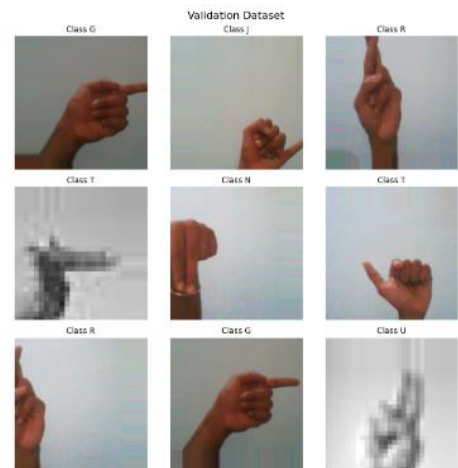 Validation Dataset
Class G
Class J
Class R
Class T
Class N
Class T
Class R
Class G
Class U